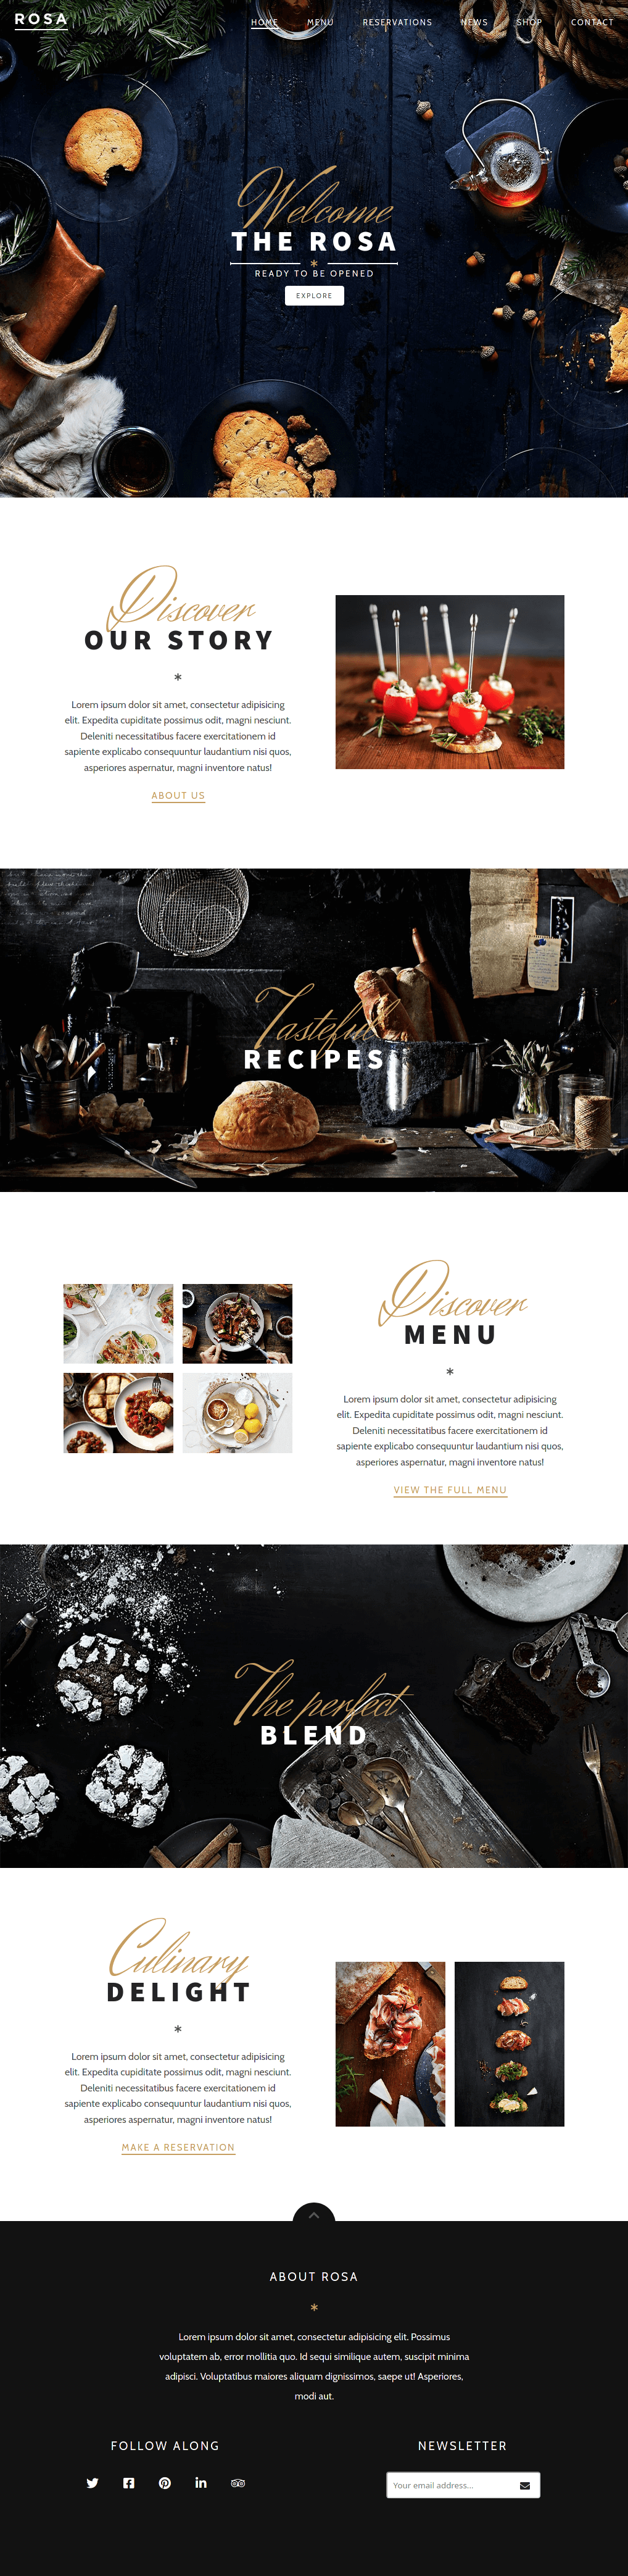 ROSA
HOME MENU RESERVATIONS NEWS SHOP CONTACT
Welcome
THE ROSA
*
READY TO BE OPENED
EXPLORE
Discover
OUR STORY
*
Lorem ipsum dolor sit amet, consectetur adipisicing
elit. Expedita cupiditate possimus odit, magni nesciunt.
Deleniti necessitatibus facere exercitationem id
sapiente explicabo consequuntur laudantium nisi quos,
asperiores aspernatur, magni inventore natus!
ABOUT US
Tasteful
RECIPES
Discover
MENU
*
Lorem ipsum dolor sit amet, consectetur adipisicing
elit. Expedita cupiditate possimus odit, magni nesciunt.
Deleniti necessitatibus facere exercitationem id
sapiente explicabo consequuntur laudantium nisi quos,
asperiores aspernatur, magni inventore natus!
VIEW THE FULL MENU
The perfect
BLEND
Culinary
DELIGHT
*
Lorem ipsum dolor sit amet, consectetur adipisicing
elit. Expedita cupiditate possimus odit, magni nesciunt.
Deleniti necessitatibus facere exercitationem id
sapiente explicabo consequuntur laudantium nisi quos,
asperiores aspernatur, magni inventore natus!
MAKE A RESERVATION
ABOUT ROSA
*
Lorem ipsum dolor sit amet, consectetur adipisicing elit. Possimus
voluptatem ab, error mollitia quo. Id sequi similique autem, suscipit minima
adipisci. Voluptatibus maiores aliquam dignissimos, saepe ut! Asperiores,
modi aut.
FOLLOW ALONG
NEWSLETTER
Your email address...